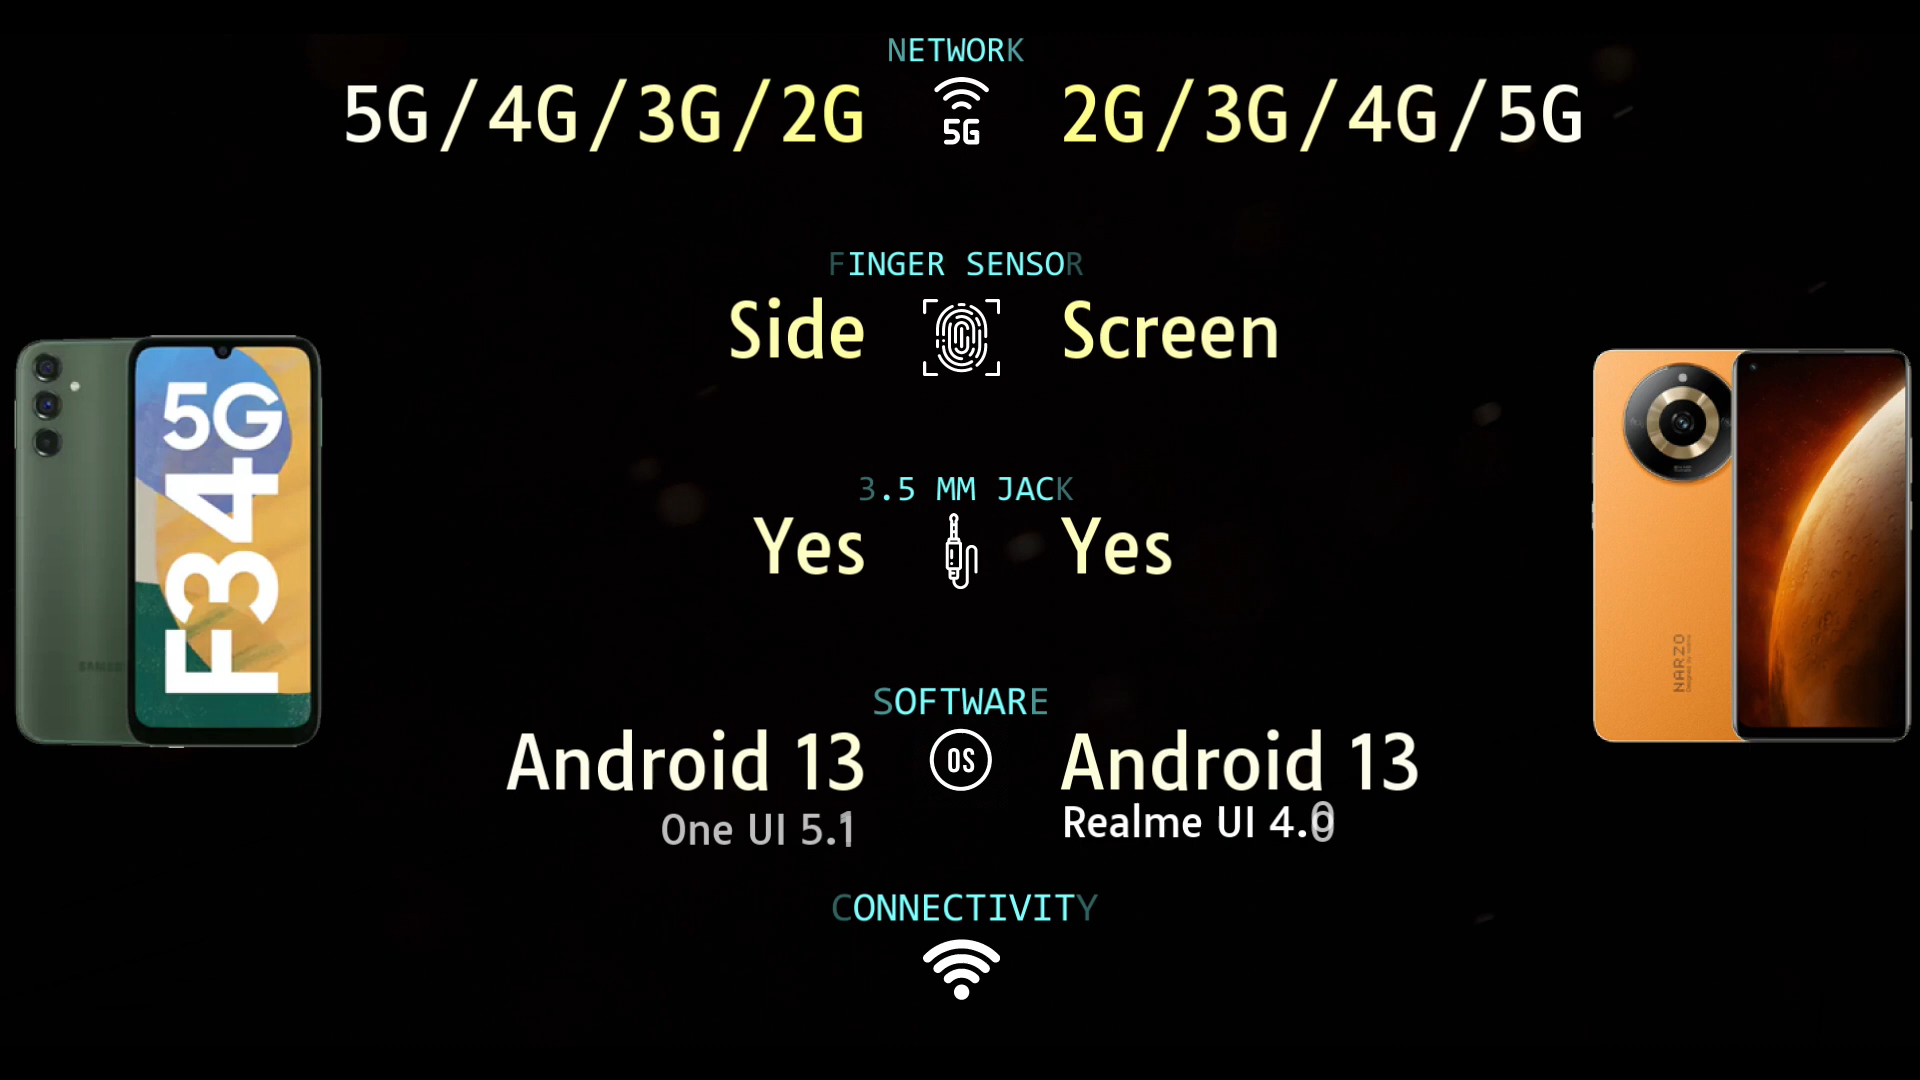 NETWORK
5G/4G/3G/2G
5G
2G/3G/4G/5G
FINGER SENSOR
Side
Screen
3.5 MM JACK
Yes
Yes
SOFTWARE
Android 13
OS
Android 13
One UI 5.1
Realme UI 4.0
CONNECTIVITY
F34 5G
SAMSUNG
NARZO